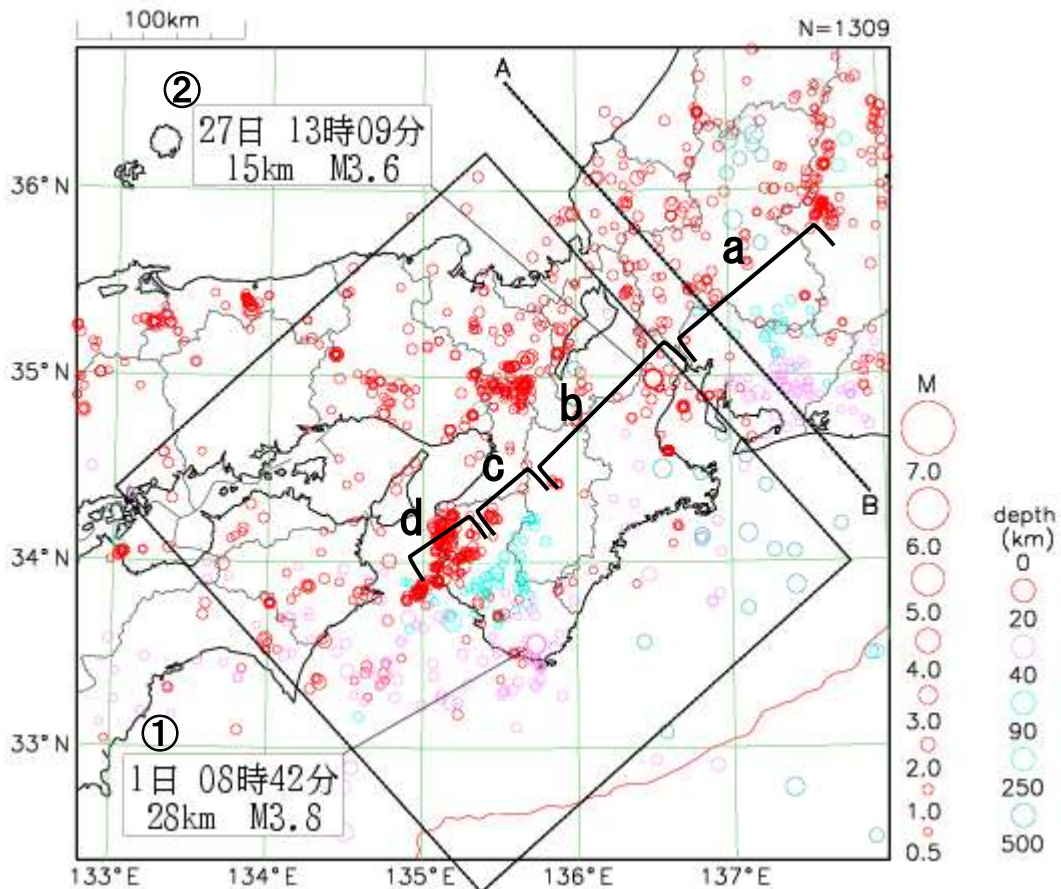 100km
N=1309
A
②
27日 13時09分
15km M3.6
36°N
a
35°N
b
c
d
B
34°N
33°N
①
1日 08時42分
28km M3.8
133°E
134°E
135°E
136°E
137°E
M
7.0
6.0
5.0
4.0
3.0
2.0
1.0
0.5
depth
(km)
0
20
40
90
250
500